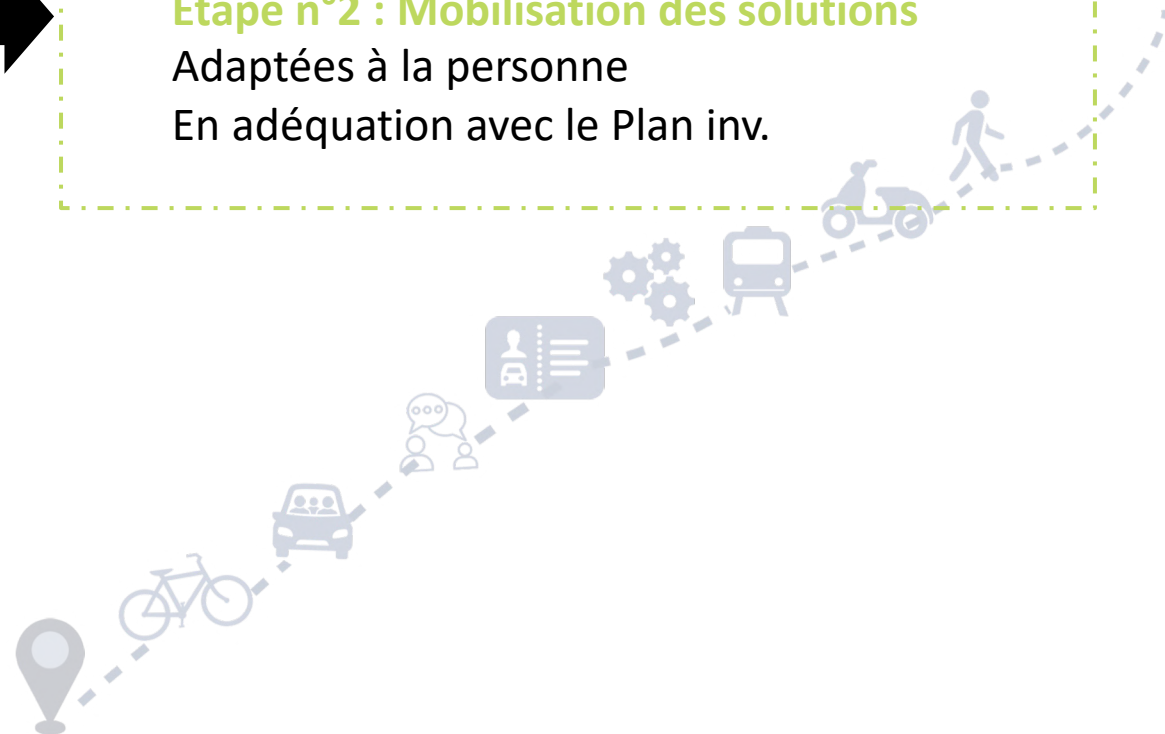 Etape n°2 : Mobilisation des solutions
Adaptées à la personne
En adéquation avec le Plan inv.